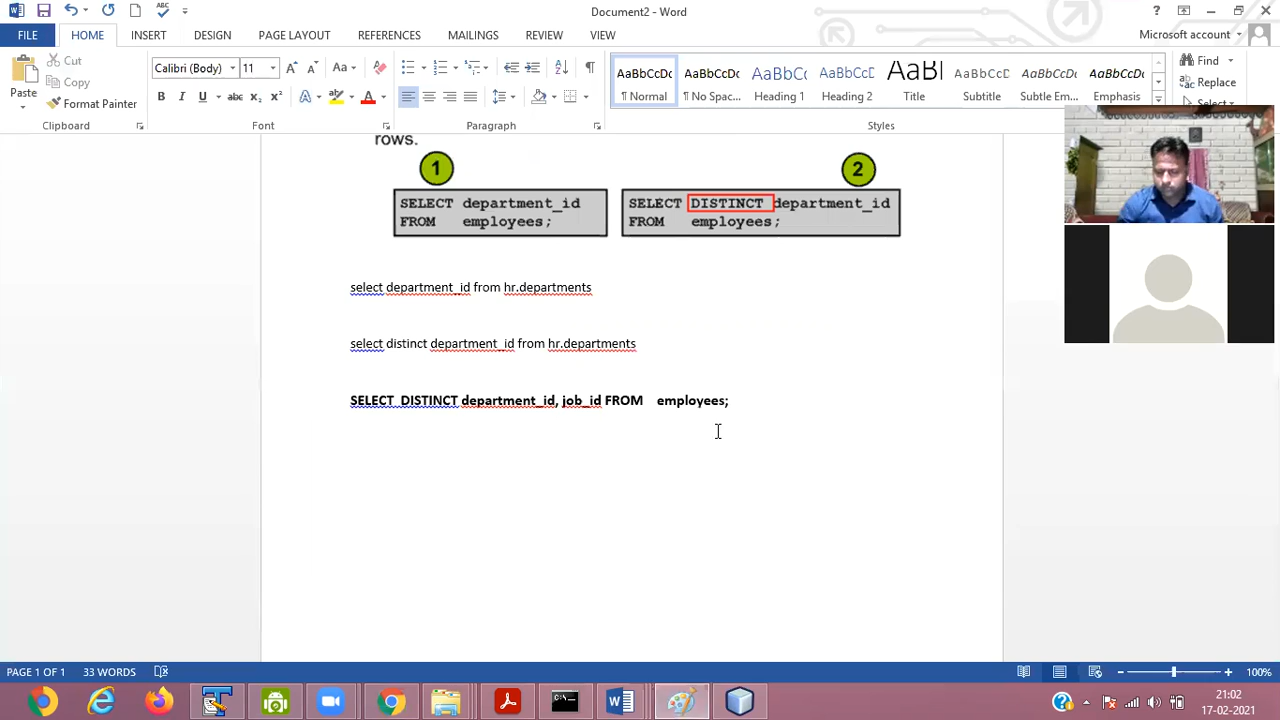 Document2 - Word
FILE HOME INSERT DESIGN PAGE LAYOUT REFERENCES MAILINGS REVIEW VIEW Microsoft account
Cut
Copy
Format Painter
Paste
Clipboard
Calibri (Body) 11
Font
Paragraph
AaBbCcDc AaBbCcDc AaBbCc AaBbCcC AaBl AaBbCcD AaBbCcDc AaBbCcDc
¶ Normal ¶ No Spac... Heading 1 Heading 2 Title Subtitle Subtle Em... Emphasis
Styles
Find
Replace
Select
rows.
1
SELECT department_id
FROM employees;
2
SELECT DISTINCT department_id
FROM employees;
select department_id from hr.departments
select distinct department_id from hr.departments
SELECT DISTINCT department_id, job_id FROM employees;
PAGE 1 OF 1 33 WORDS 100%
21:02
17-02-2021